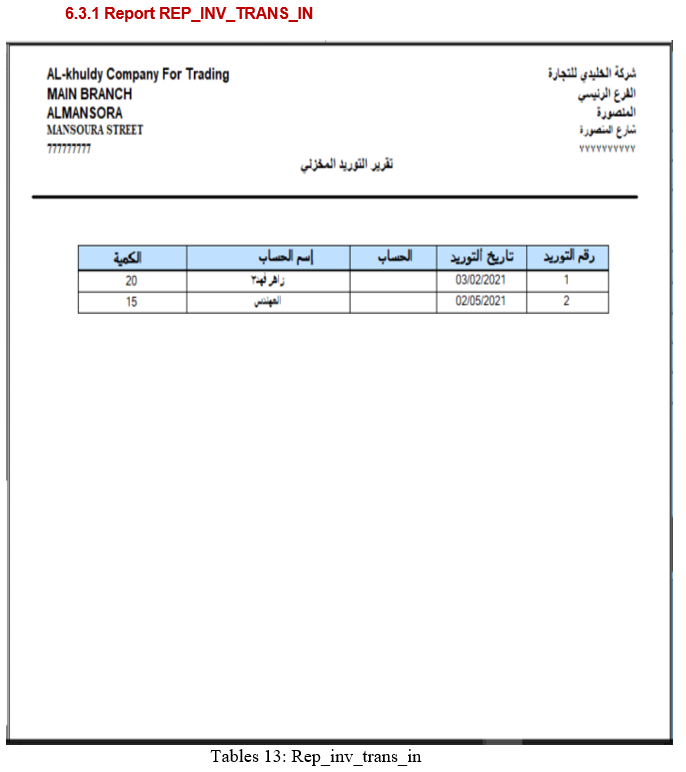 6.3.1 Report REP_INV_TRANS_IN
AL-khuldy Company For Trading
MAIN BRANCH
ALMANSORA
MANSOURA STREET
777777777
شركة الخليدي للتجارة
الفرع الرئيسي
المنصورة
شارع المنصورة
٧٧٧٧٧٧٧٧٧٧
تقرير التوريد المخزني
رقم التوريد تاريخ التوريد الحساب إسم الحساب الكمية
1 03/02/2021 زاهر فهد٣ 20
2 02/05/2021 المهندس 15
Tables 13: Rep_inv_trans_in